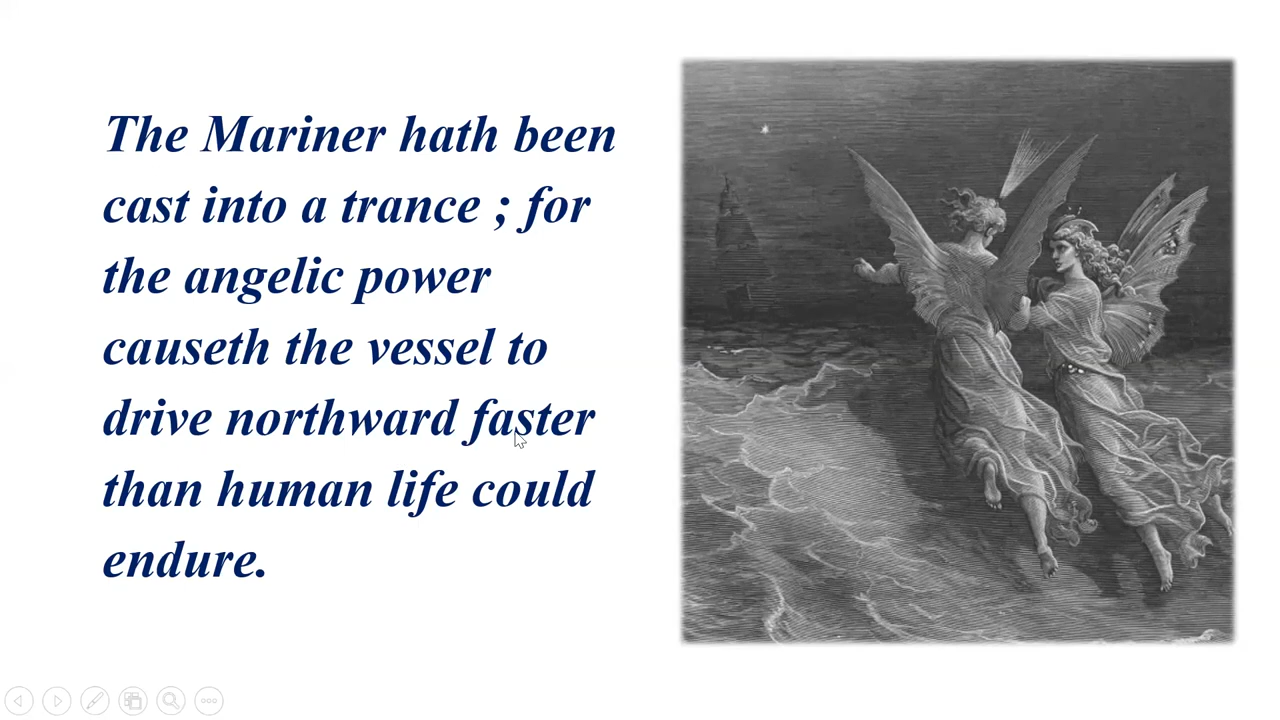 The Mariner hath been
cast into a trance ; for
the angelic power
causeth the vessel to
drive northward faster
than human life could
endure.